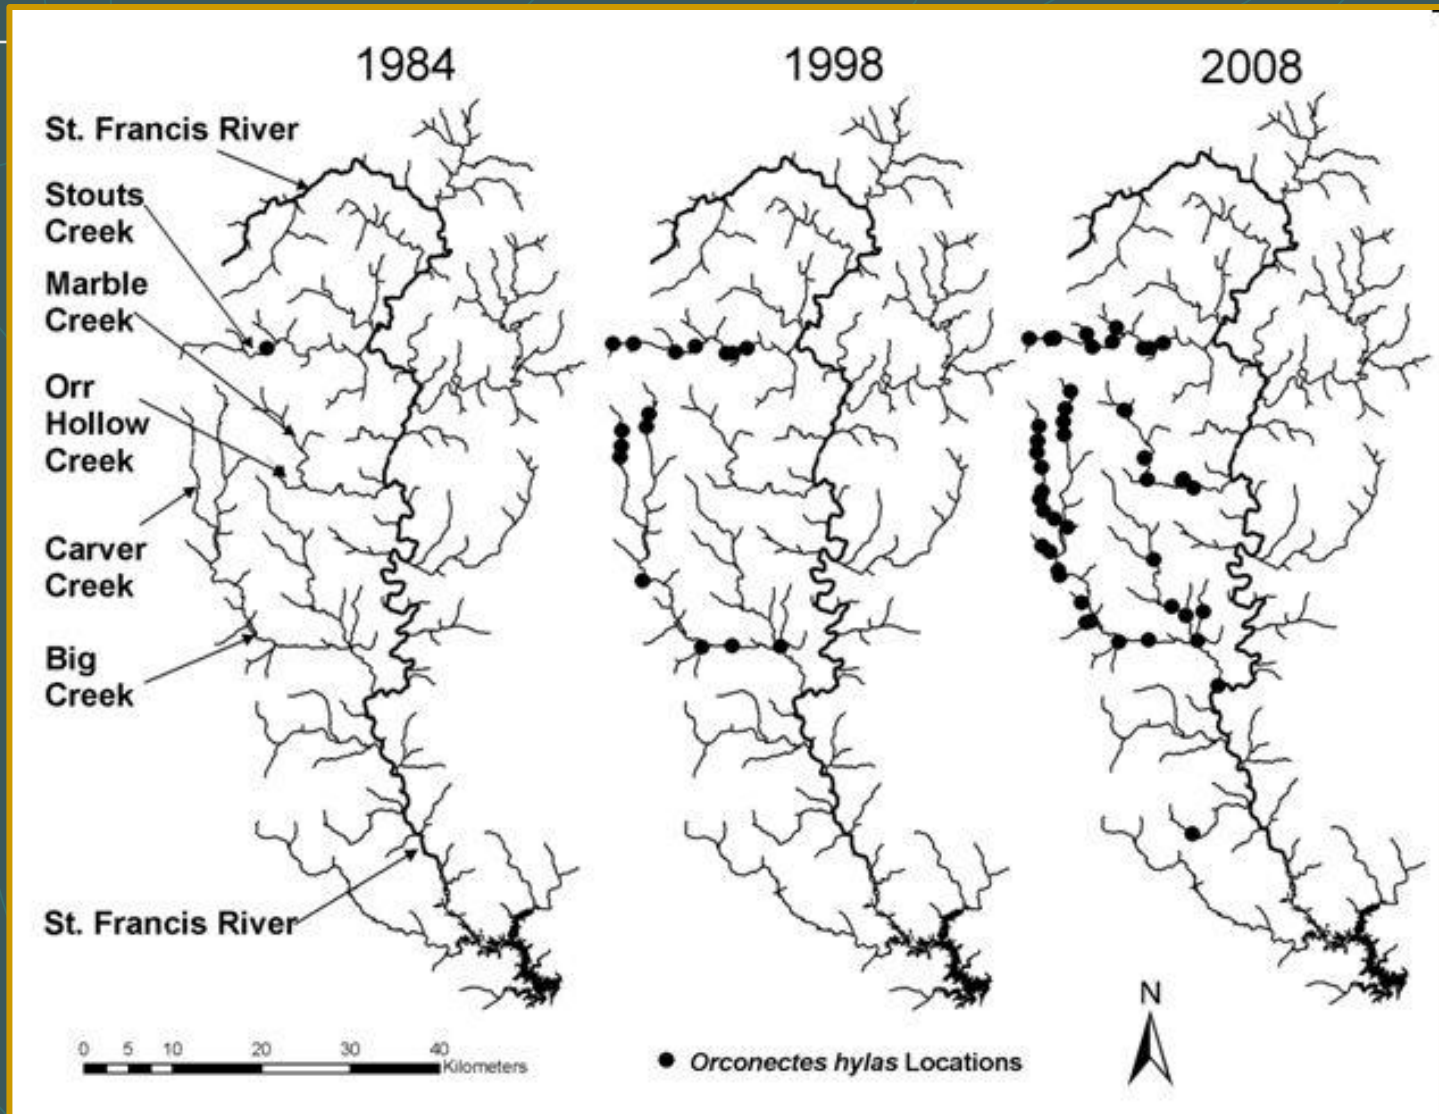 1984
1998
2008
St. Francis River
Stouts
Creek
Marble
Creek
Orr
Hollow
Creek
Carver
Creek
Big
Creek
St. Francis River
N
0 5 10 20 30 40
Kilometers
Orconectes hylas Locations